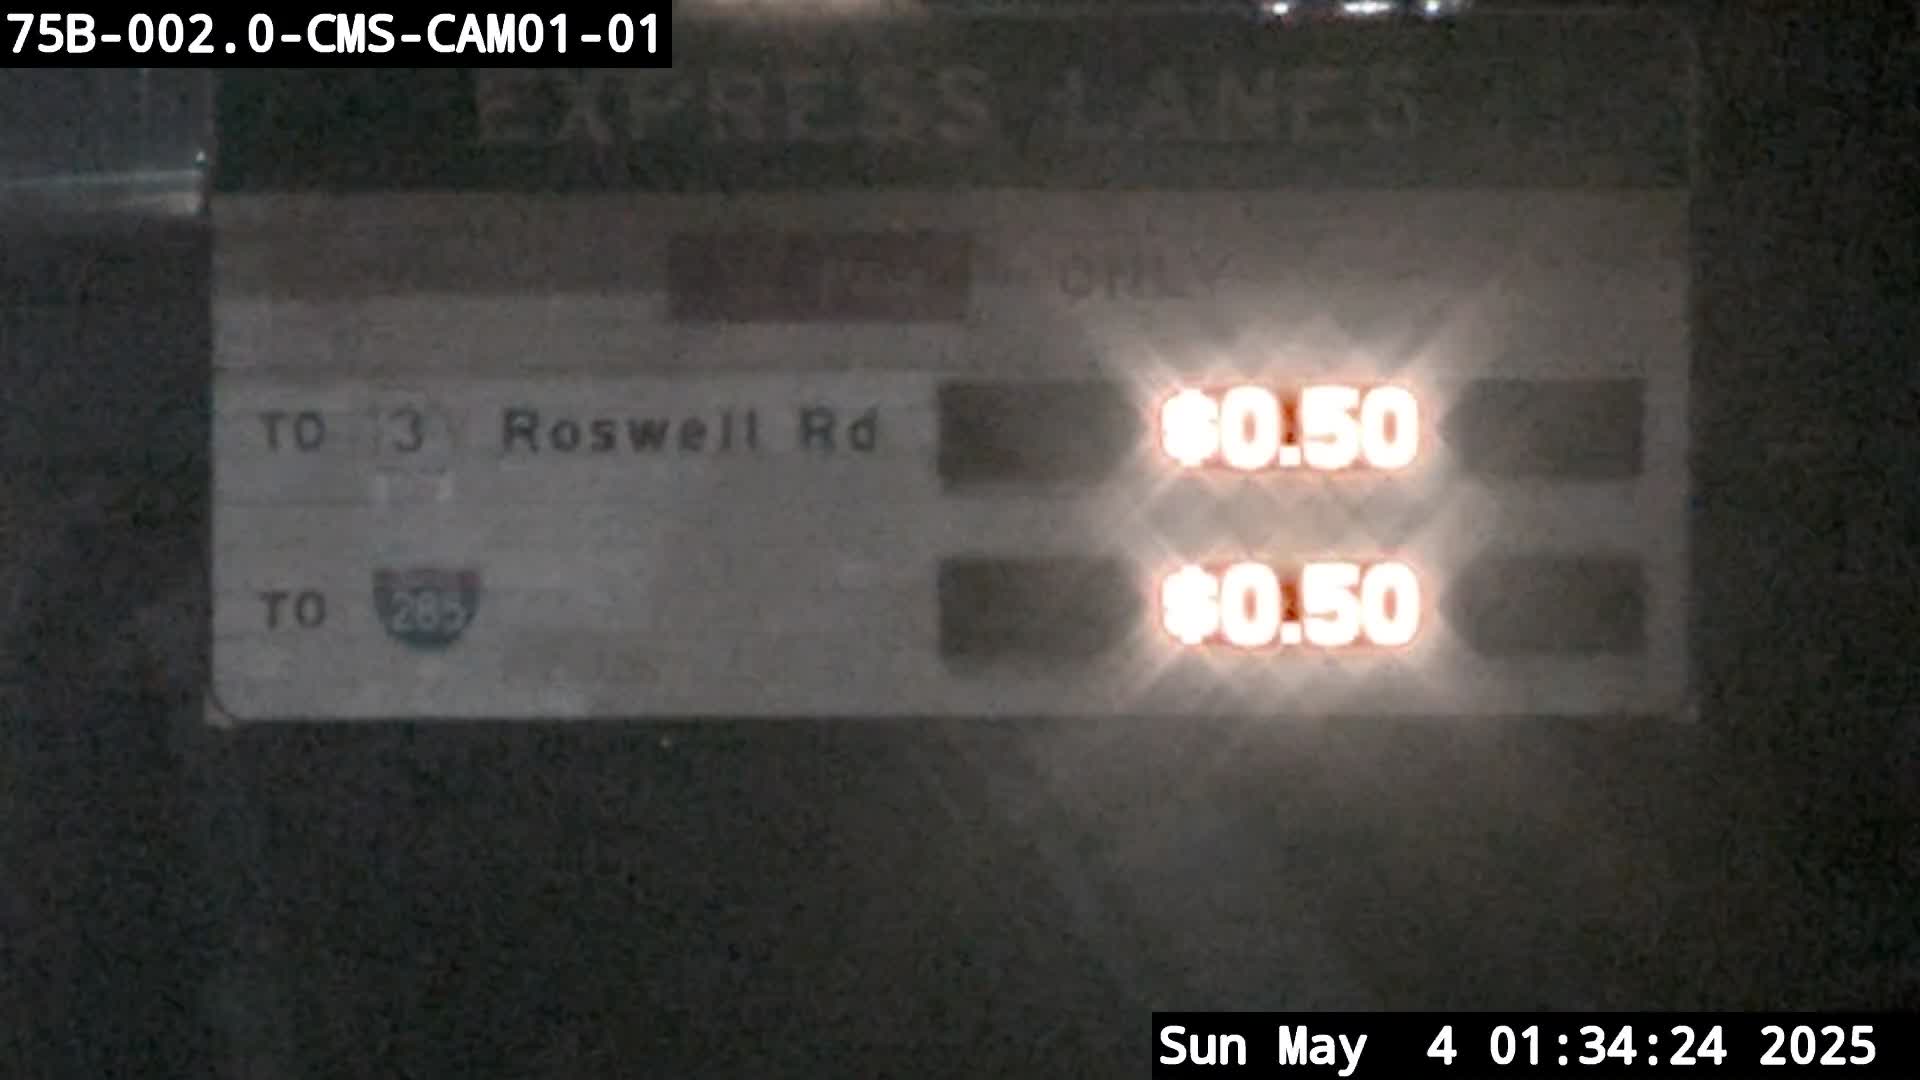 75B-002.0-CMS-CAM01-01
EXPRESS LANES
ONLY
TO 3 Roswell Rd $0.50
TO 285 $0.50
Sun May 4 01:34:24 2025